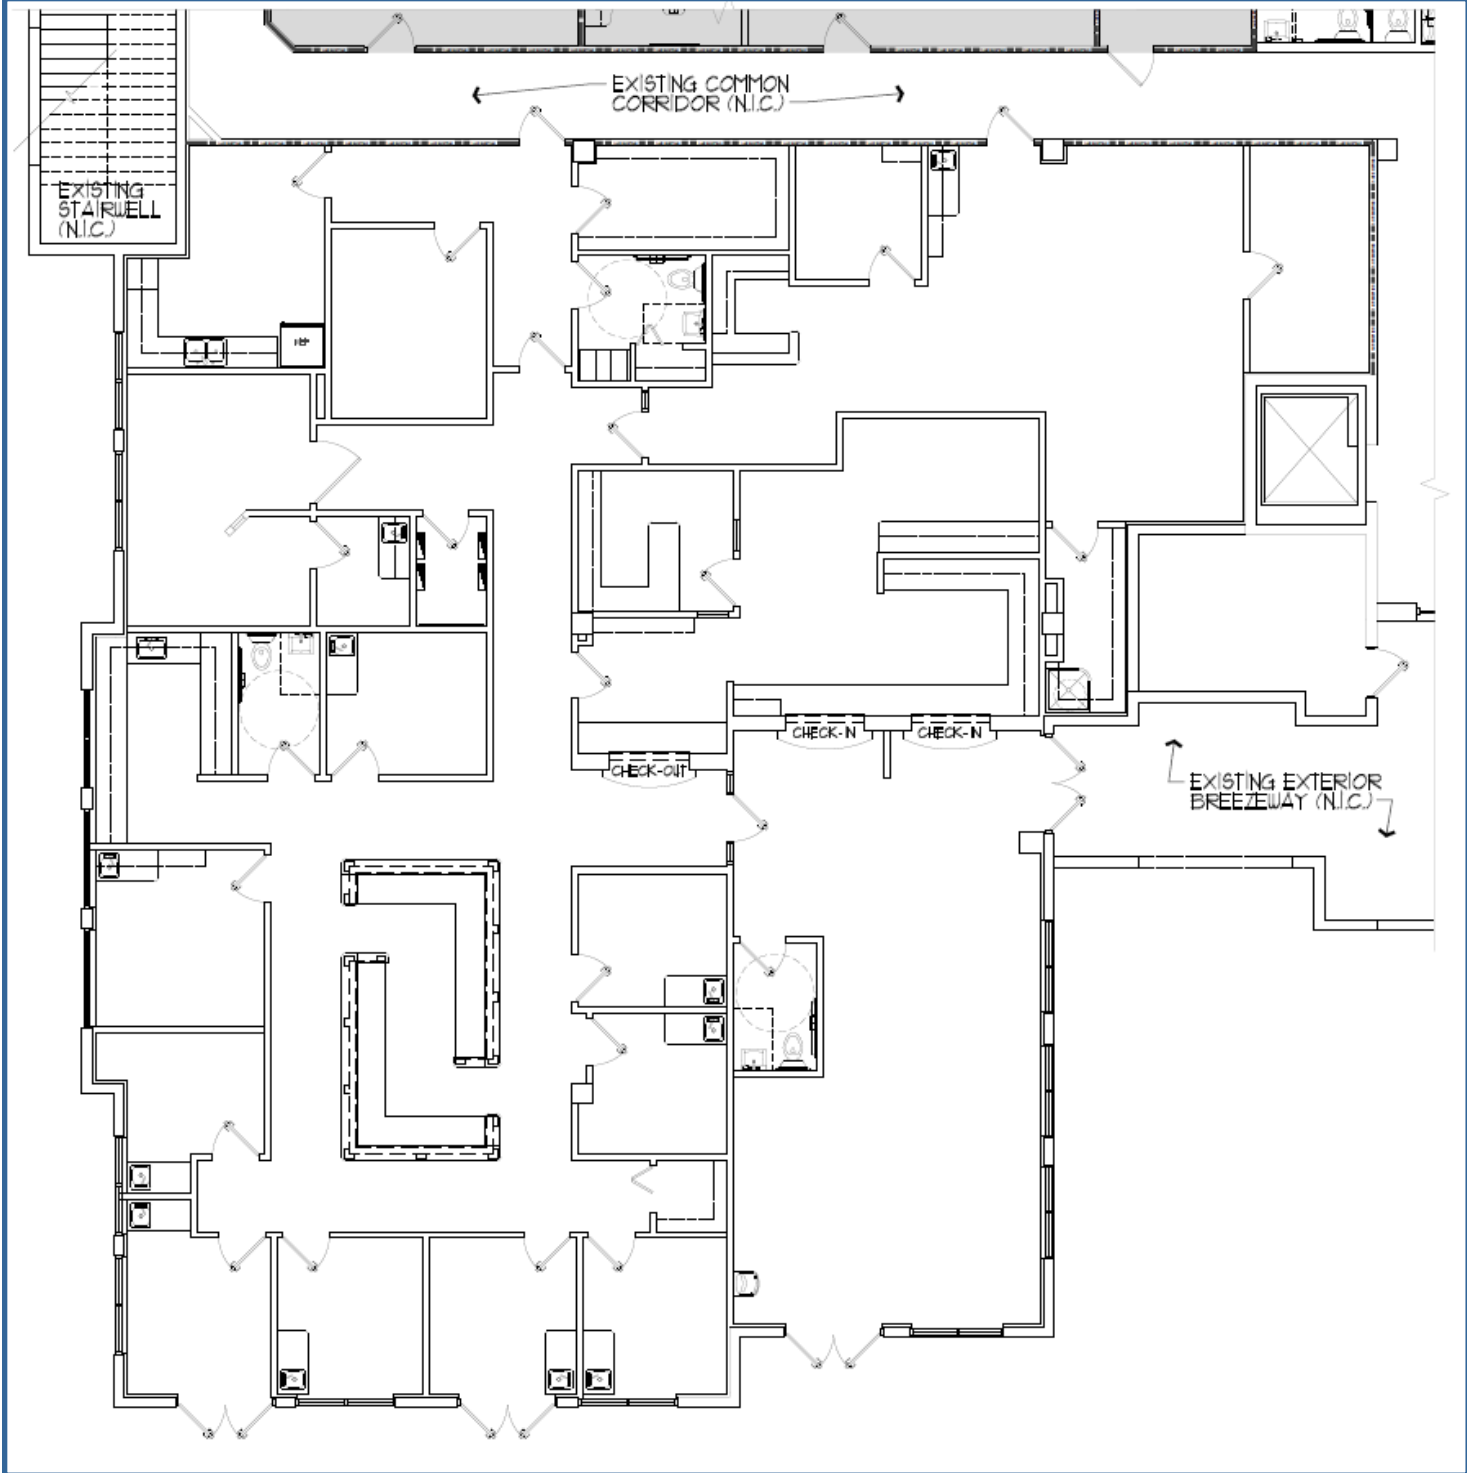 EXISTING COMMON
CORRIDOR (N.I.C.)
EXISTING
STAIRWELL
(N.I.C.)
CHECK-IN
CHECK-IN
CHECK-OUT
EXISTING EXTERIOR
BREEZEWAY (N.I.C.)